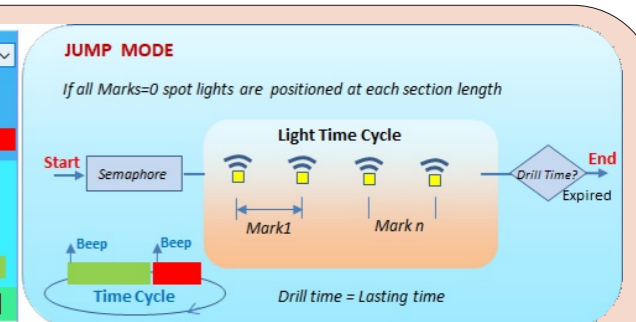 JUMP MODE
If all Marks=0 spot lights are positioned at each section length
Light Time Cycle
Start
Semaphore
Mark1
Mark n
Drill Time?
End
Expired
Beep
Beep
Time Cycle
Drill time = Lasting time